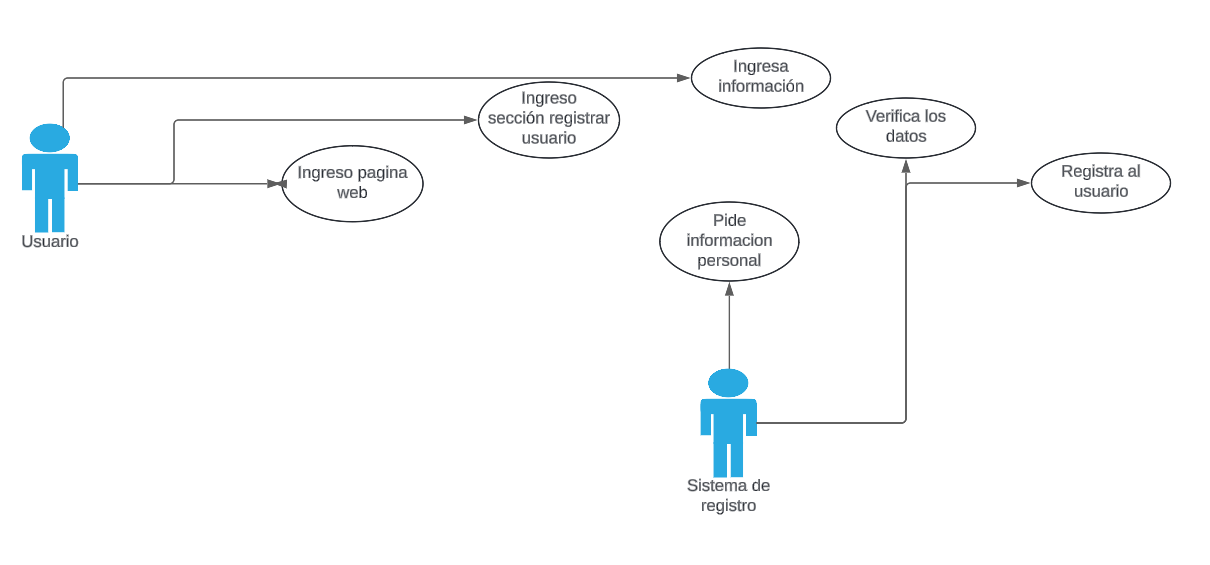 Ingresa
información
Ingreso
sección registrar
usuario
Verifica los
datos
Ingreso pagina
web
Registra al
usuario
Usuario
Pide
informacion
personal
Sistema de
registro